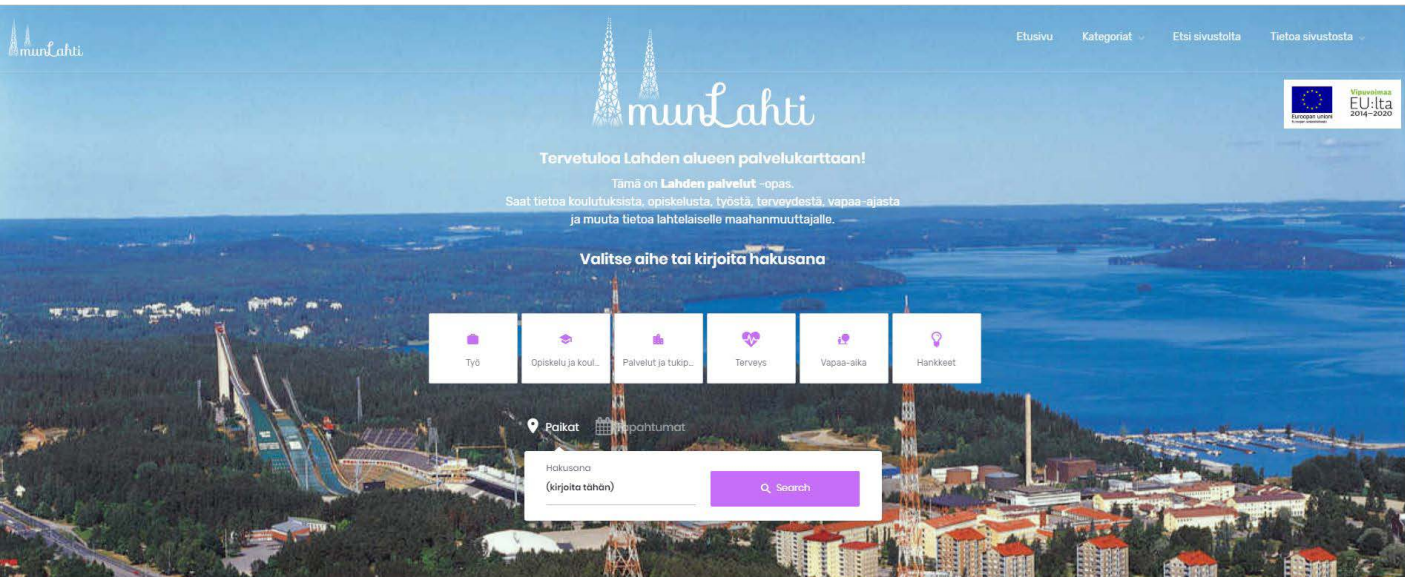 munLahti
Etusivu
Kategoriat
Etsi sivustolta
Tietoa sivustosta
munLahti
Euroopan unioni
Vipuvoimaa
EU:lta
2014–2020
Tervetuloa Lahden alueen palvelukarttaan!
Tämä on Lahden palvelut -opas.
Saat tietoa koulutuksista, opiskelusta, työstä, terveydestä, vapaa-ajasta
ja muuta tietoa lahtelaiselle maahanmuuttajalle.
Valitse aihe tai kirjoita hakusana
Työ
Opiskelu ja koul...
Palvelut ja tukip...
Terveys
Vapaa-aika
Hankkeet
Paikat
Tapahtumat
Hakusana
(kirjoita tähän)
Search